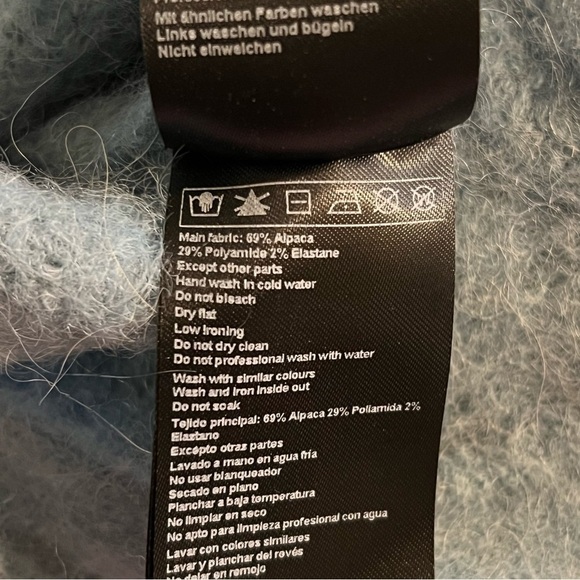 Mit ähnlichen Farben waschen
Links waschen und bügeln
Nicht einweichen
Main fabric: 69% Alpaca
29% Polyamide 2% Elastane
Except other parts
Hand wash in cold water
Do not bleach
Dry flat
Low ironing
Do not dry clean
Do not professional wash with water
Wash with similar colours
Wash and iron inside out
Do not soak
Tejido principal: 69% Alpaca 29% Poliamida 2%
Elastano
Excepto otras partes
Lavado a mano en agua fría
No usar blanqueador
Secado en plano
Planchar a baja temperatura
No limpiar en seco
No apto para limpieza profesional con agua
Lavar con colores similares
Lavar y planchar del revés
No dejar en remojo